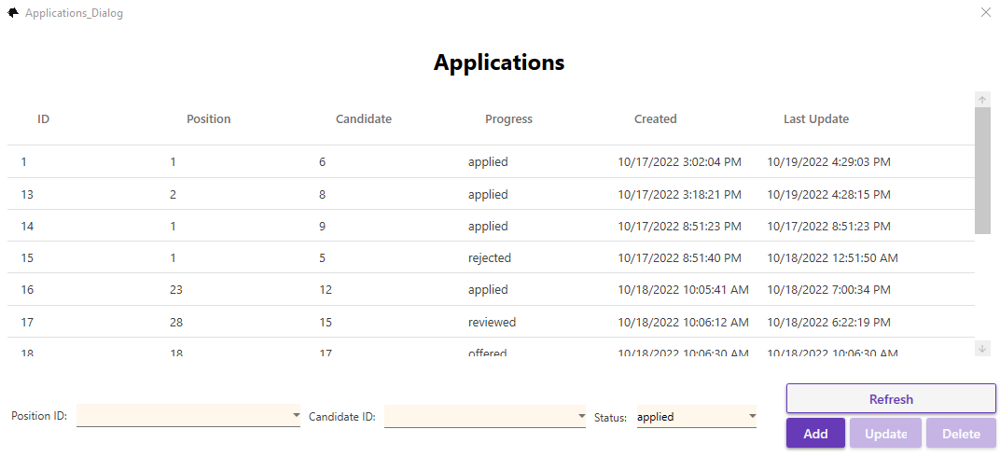 Applications_Dialog
Applications
ID Position Candidate Progress Created Last Update
1 1 6 applied 10/17/2022 3:02:04 PM 10/19/2022 4:29:03 PM
13 2 8 applied 10/17/2022 3:18:21 PM 10/19/2022 4:28:15 PM
14 1 9 applied 10/17/2022 8:51:23 PM 10/17/2022 8:51:23 PM
15 1 5 rejected 10/17/2022 8:51:40 PM 10/18/2022 12:51:50 AM
16 23 12 applied 10/18/2022 10:05:41 AM 10/18/2022 7:00:34 PM
17 28 15 reviewed 10/18/2022 10:06:12 AM 10/18/2022 6:22:19 PM
18 18 17 offered 10/18/2022 10:06:30 AM 10/18/2022 10:06:30 AM
Position ID: Candidate ID: Status: applied
Refresh
Add Update Delete